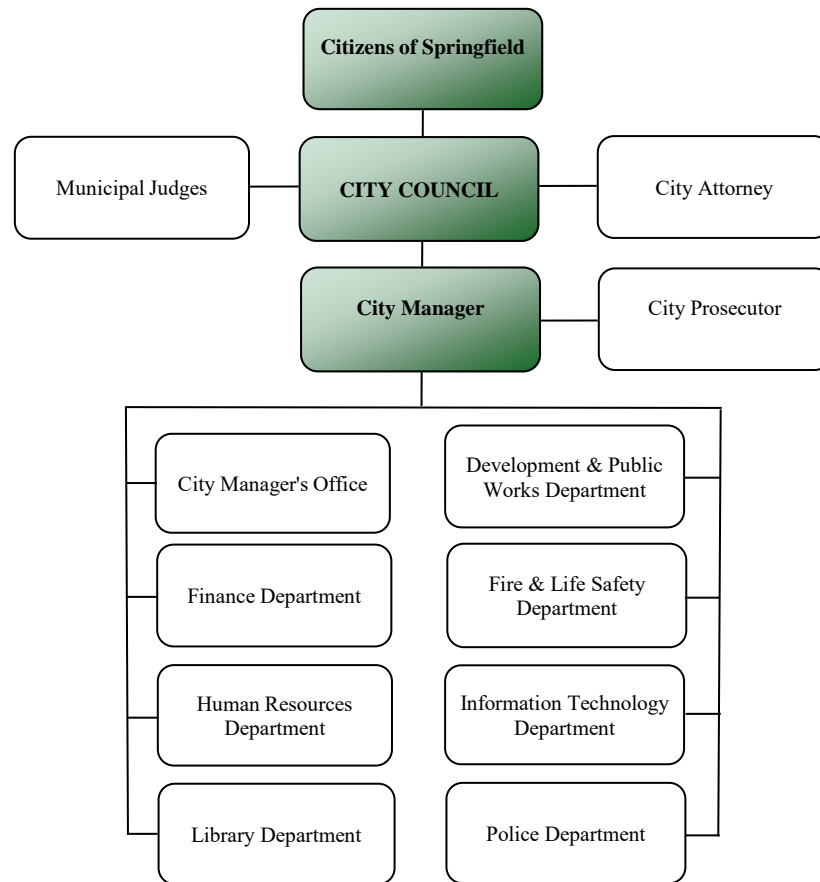 Citizens of Springfield
Municipal Judges
CITY COUNCIL
City Attorney
City Manager
City Prosecutor
City Manager's Office
Development & Public
Works Department
Finance Department
Fire & Life Safety
Department
Human Resources
Department
Information Technology
Department
Library Department
Police Department